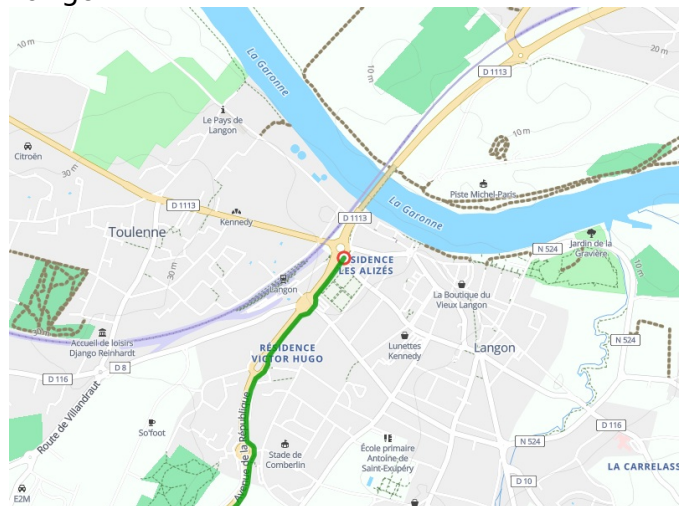 10 m
La Garonne
10 m
D 1113
20 m
Le Pays de
Langon
10 m
Citroën
30 m
Piste Michel-Paris
D 1113
Kennedy
D 1113
La Garonne
Toulenne
N 524
Jardin de la
Gravière
SIDENCE
LES ALIZÉS
30 m
Langon
10 m
La Boutique du
Vieux Langon
Accueil de loisirs
Django Reinhardt
RÉSIDENCE
VICTOR HUGO
Lunettes
Kennedy
Langon
N 524
D 8
D 116
Route de Villandraut
Avenue de la République
So'foot
Stade de
Comberlin
École primaire
Antoine de
Saint-Exupéry
N 524
D 116
LA CARRELASS
D 10
E2M